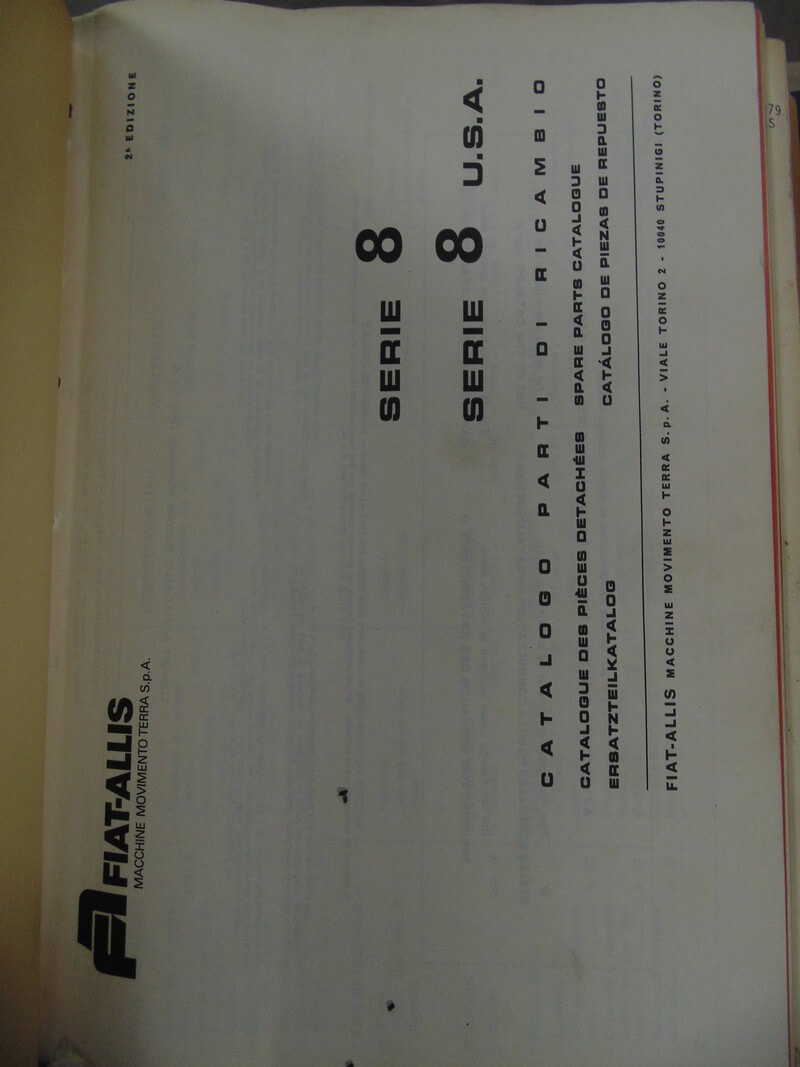 FIAT-ALLIS
MACCHINE MOVIMENTO TERRA S.p.A.
2ª EDIZIONE
SERIE 8
SERIE 8 U.S.A.
CATALOGO PARTI DI RICAMBIO
CATALOGUE DES PIÈCES DETACHÉES SPARE PARTS CATALOGUE
ERSATZTEILKATALOG CATÁLOGO DE PIEZAS DE REPUESTO
FIAT-ALLIS MACCHINE MOVIMENTO TERRA S.p.A. - VIALE TORINO 2 - 10040 STUPINIGI (TORINO)
79
S